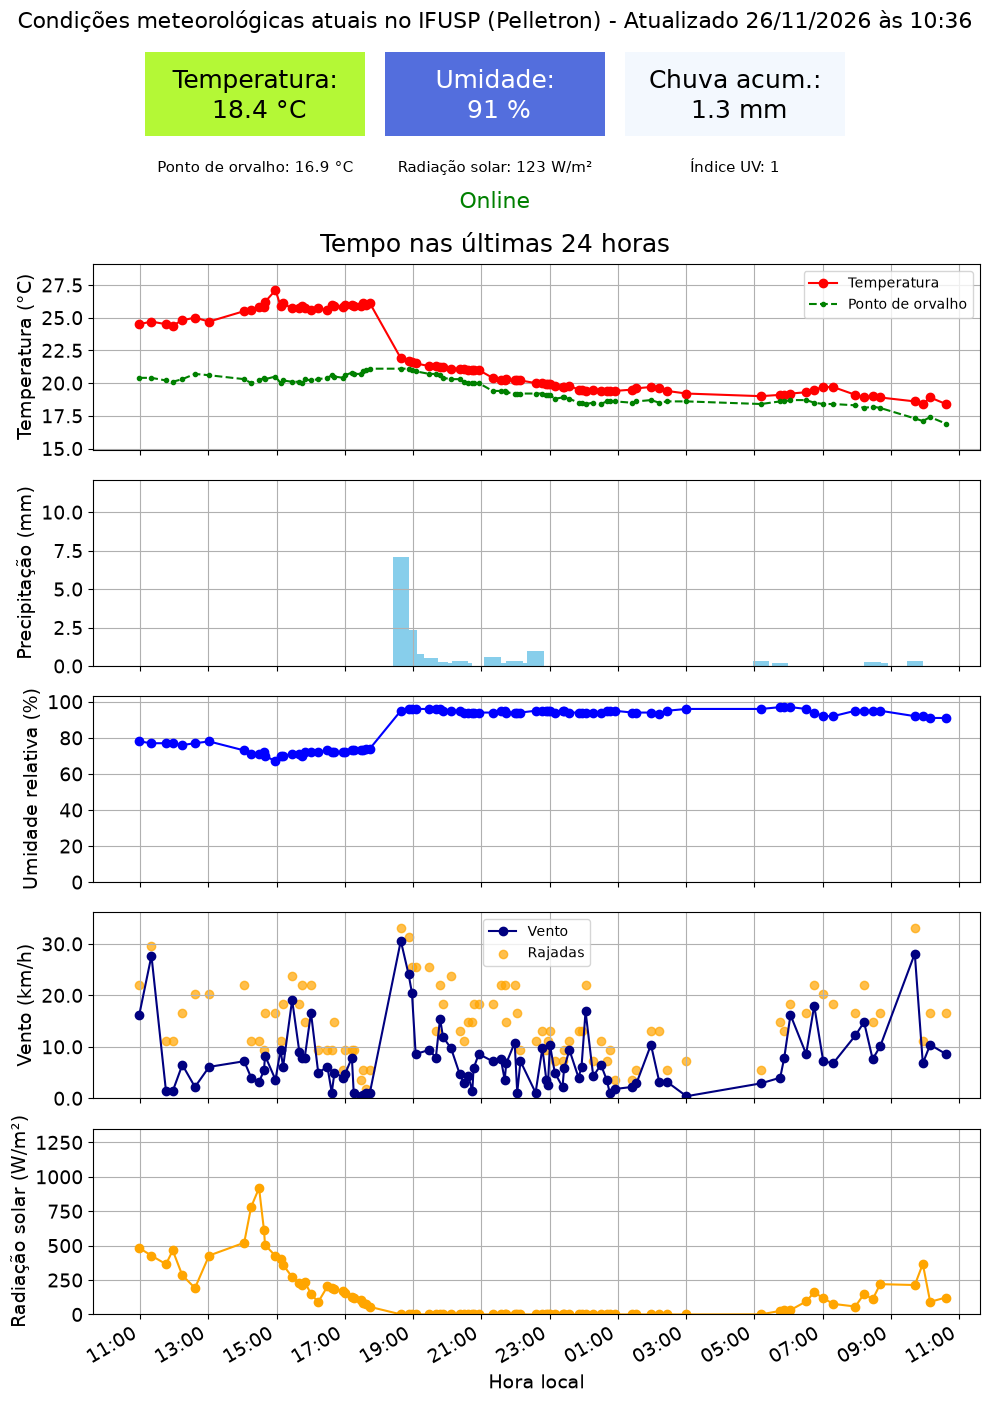 Condições meteorológicas atuais no IFUSP (Pelletron) - Atualizado 26/11/2026 às 10:36
Temperatura:
18.4 °C
Umidade:
91 %
Chuva acum.:
1.3 mm
Ponto de orvalho: 16.9 °C
Radiação solar: 123 W/m²
Índice UV: 1
Online
Tempo nas últimas 24 horas
Temperatura (°C)
27.5
25.0
22.5
20.0
17.5
15.0
Temperatura
Ponto de orvalho
Precipitação (mm)
10.0
7.5
5.0
2.5
0.0
Umidade relativa (%)
100
80
60
40
20
0
Vento (km/h)
30.0
20.0
10.0
0.0
Vento
Rajadas
Radiação solar (W/m²)
1250
1000
750
500
250
0
11:00
13:00
15:00
17:00
19:00
21:00
23:00
01:00
03:00
05:00
07:00
09:00
11:00
Hora local